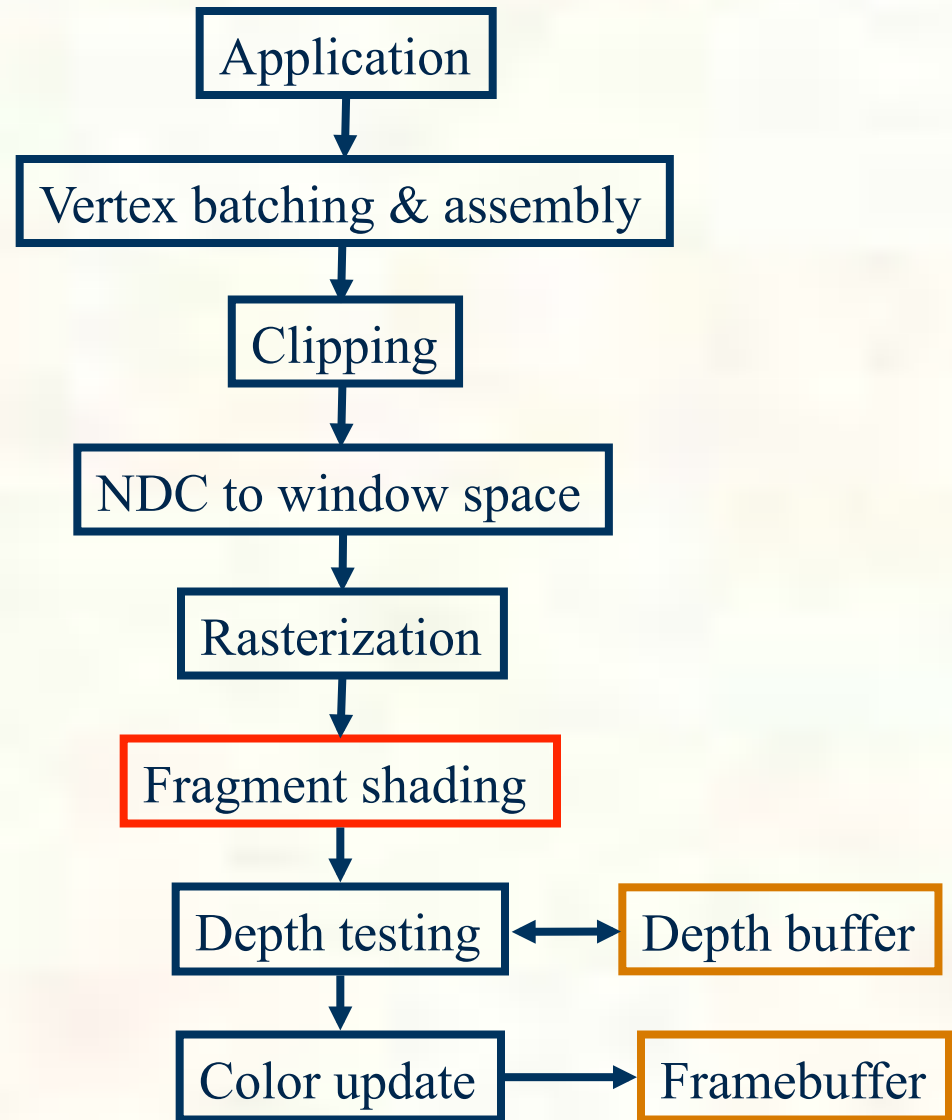 Application
Vertex batching & assembly
Clipping
NDC to window space
Rasterization
Fragment shading
Depth testing
Depth buffer
Color update
Framebuffer